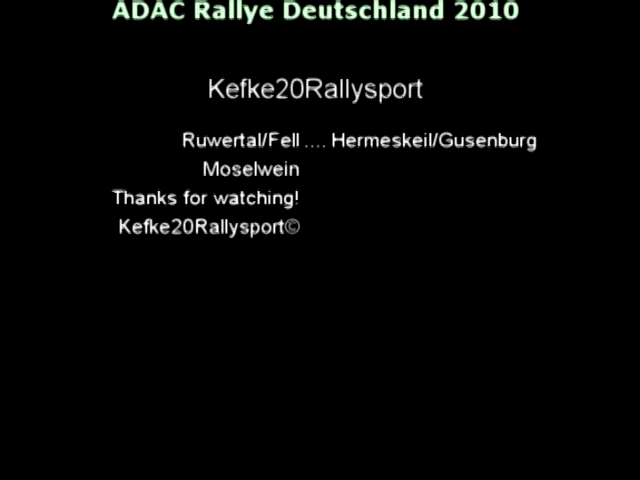 ADAC Rallye Deutschland 2010
Kefke20Rallysport
Ruwertal/Fell .... Hermeskeil/Gusenburg
Moselwein
Thanks for watching!
Kefke20Rallysport©